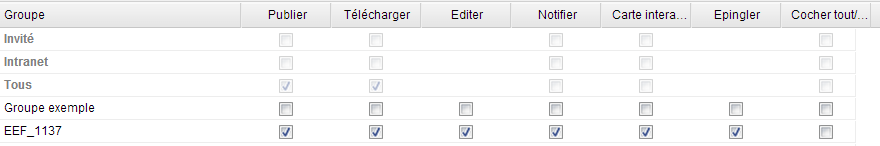 Groupe Publier Télécharger Editer Notifier Carte intera... Epingler Cocher tout/...
Invité
Intranet
Tous
Groupe exemple
EEF_1137